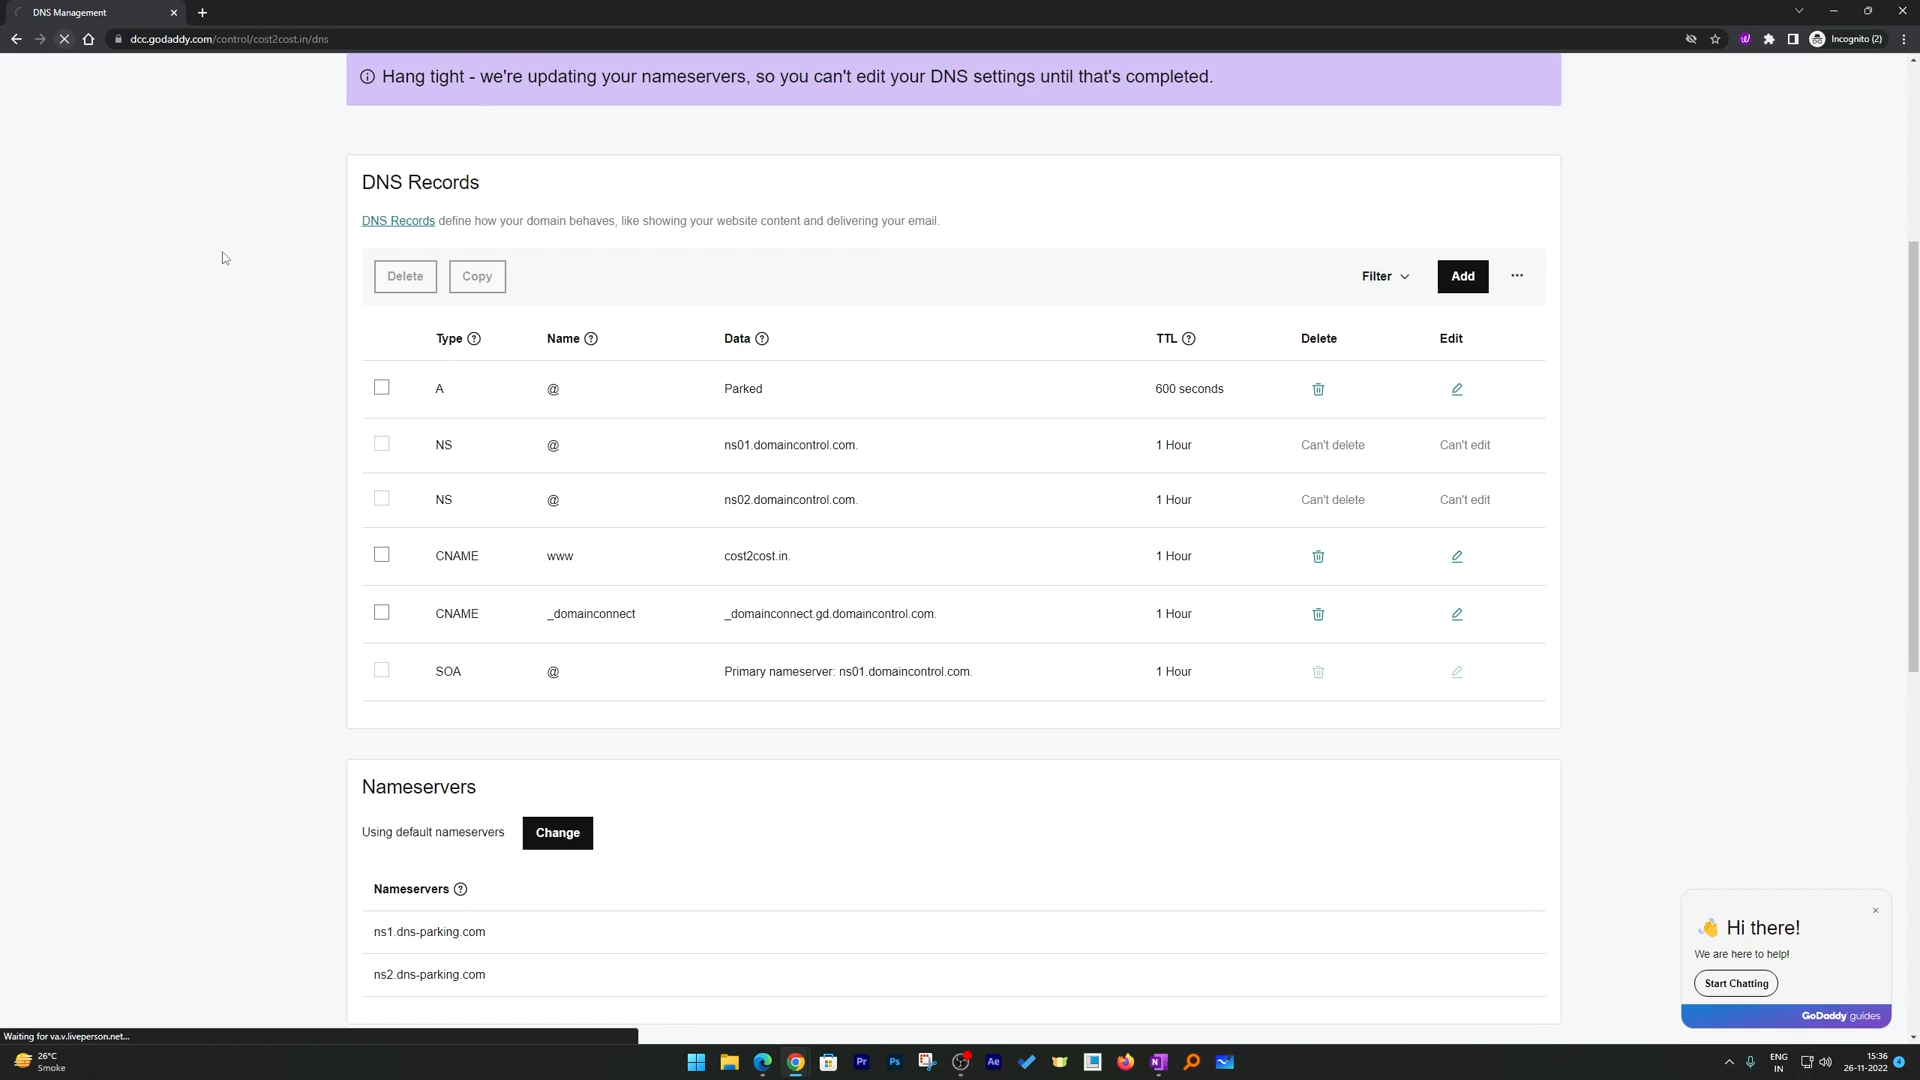 DNS Management
dcc.godaddy.com/control/cost2cost.in/dns
Incognito (2)
Hang tight - we're updating your nameservers, so you can't edit your DNS settings until that's completed.
DNS Records
DNS Records define how your domain behaves, like showing your website content and delivering your email.
Delete Copy Filter Add
Type Name Data TTL Delete Edit
A @ Parked 600 seconds
NS @ ns01.domaincontrol.com. 1 Hour Can't delete Can't edit
NS @ ns02.domaincontrol.com. 1 Hour Can't delete Can't edit
CNAME www cost2cost.in. 1 Hour
CNAME _domainconnect _domainconnect.gd.domaincontrol.com. 1 Hour
SOA @ Primary nameserver: ns01.domaincontrol.com. 1 Hour
Nameservers
Using default nameservers Change
Nameservers
ns1.dns-parking.com
ns2.dns-parking.com
Hi there!
We are here to help!
Start Chatting
GoDaddy guides
Waiting for va.v.liveperson.net...
26°C
Smoke
Pr Ps Ae
ENG
IN
15:36
26-11-2022
4